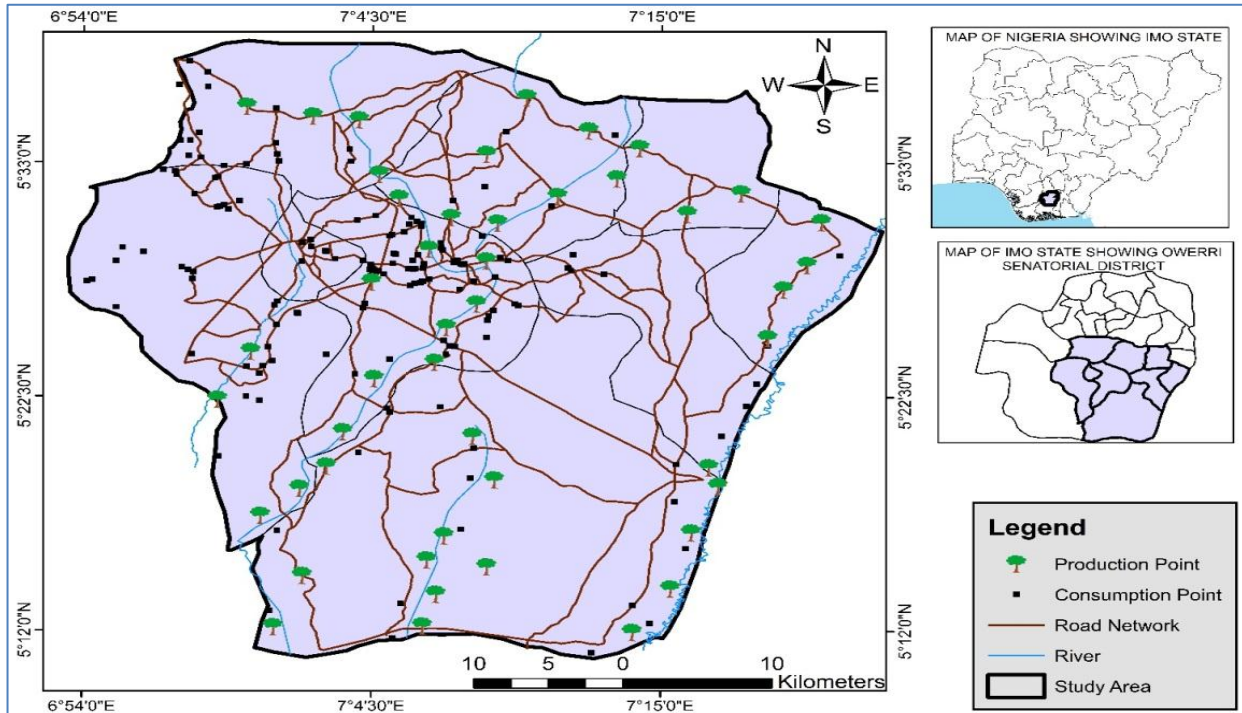 6°54'0"E 7°4'30"E 7°15'0"E
N
W E
S
5°33'0"N 5°33'0"N
5°22'30"N 5°22'30"N
5°12'0"N 5°12'0"N
10 5 0 10
Kilometers
6°54'0"E 7°4'30"E 7°15'0"E
MAP OF NIGERIA SHOWING IMO STATE
MAP OF IMO STATE SHOWING OWERRI
SENATORIAL DISTRICT
Legend
Production Point
Consumption Point
Road Network
River
Study Area